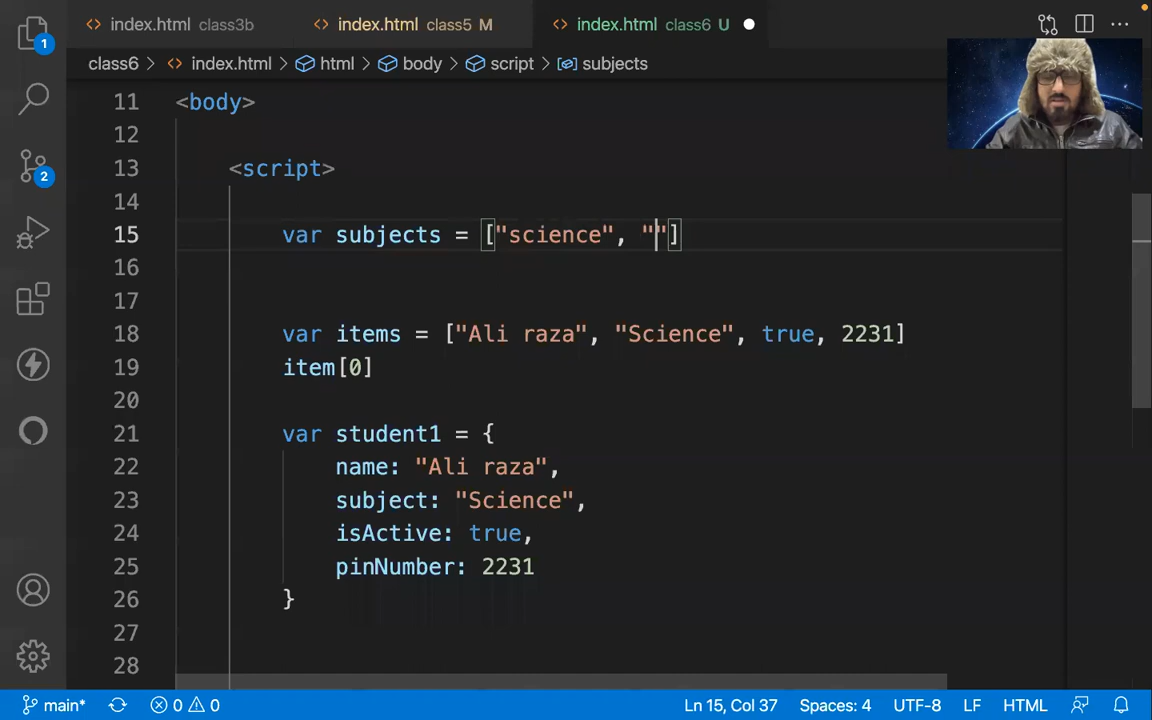 index.html class3b index.html class5 M index.html class6 U
class6 > index.html > html > body > script > subjects
1
2
11 <body>
12
13 <script>
14
15 var subjects = ["science", ""]
16
17
18 var items = ["Ali raza", "Science", true, 2231]
19 item[0]
20
21 var student1 = {
22 name: "Ali raza",
23 subject: "Science",
24 isActive: true,
25 pinNumber: 2231
26 }
27
28
main* 0 0 Ln 15, Col 37 Spaces: 4 UTF-8 LF HTML